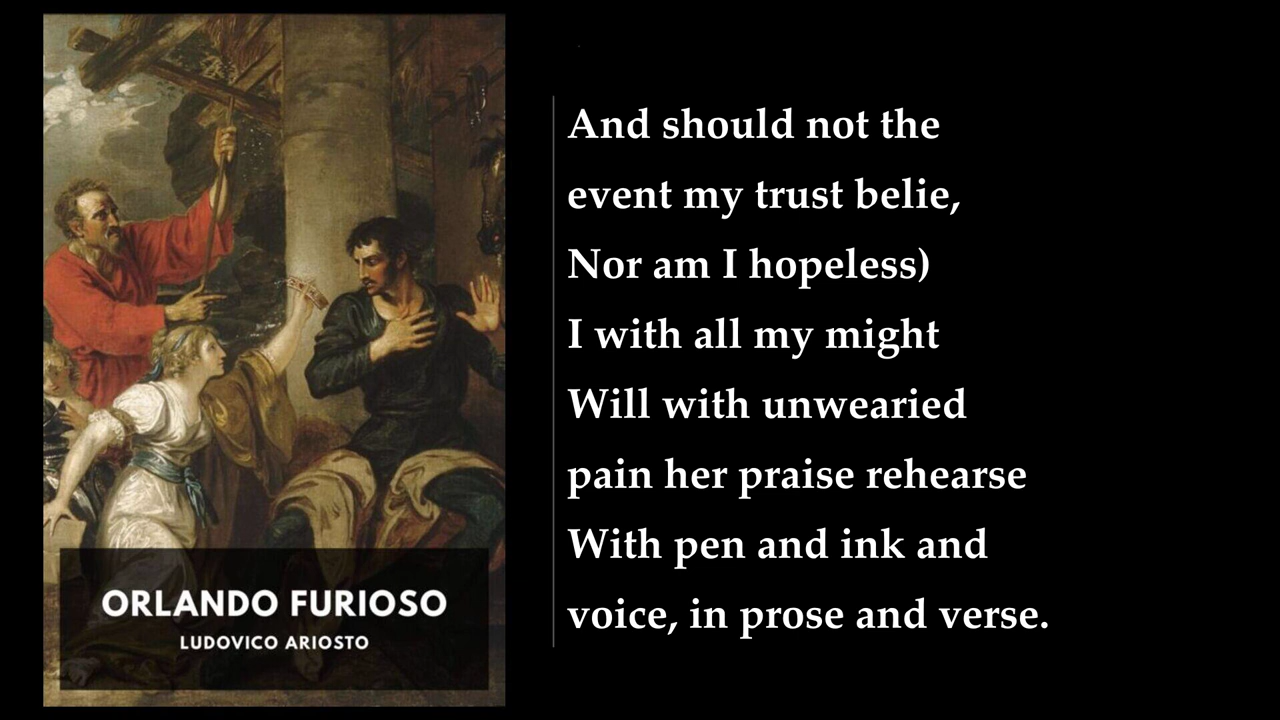 ORLANDO FURIOSO
LUDOVICO ARIOSTO
And should not the
event my trust belie,
Nor am I hopeless)
I with all my might
Will with unwearied
pain her praise rehearse
With pen and ink and
voice, in prose and verse.